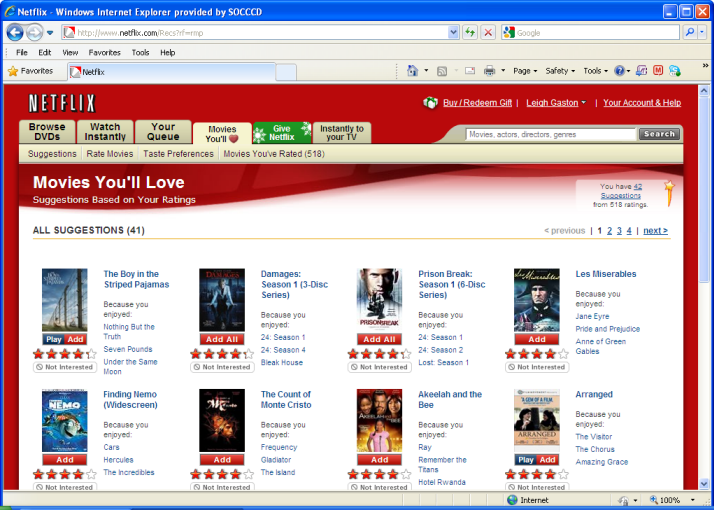 Netflix - Windows Internet Explorer provided by SOCCCD
http://www.netflix.com/Recs?rf=rmp
Google
File Edit View Favorites Tools Help
Favorites Netflix Page Safety Tools
NETFLIX
Buy / Redeem Gift | Leigh Gaston | Your Account & Help
Browse DVDs
Watch Instantly
Your Queue
Movies You'll
Give Netflix
Instantly to your TV
Movies, actors, directors, genres Search
Suggestions Rate Movies Taste Preferences Movies You've Rated (518)
Movies You'll Love
Suggestions Based on Your Ratings
You have 42
Suggestions
from 518 ratings.
ALL SUGGESTIONS (41)
< previous | 1 2 3 4 | next >
The Boy in the
Striped Pajamas
Because you
enjoyed:
Nothing But the
Truth
Seven Pounds
Under the Same
Moon
Play Add
Not Interested
DAMAGES
Damages:
Season 1 (3-Disc
Series)
Because you
enjoyed:
24: Season 1
24: Season 4
Bleak House
Add All
Not Interested
PRISON BREAK
Prison Break:
Season 1 (6-Disc
Series)
Because you
enjoyed:
24: Season 1
24: Season 2
Lost: Season 1
Add All
Not Interested
Les Misérables
Les Miserables
Because you
enjoyed:
Jane Eyre
Pride and Prejudice
Anne of Green
Gables
Add
Not Interested
NEMO
Finding Nemo
(Widescreen)
Because you
enjoyed:
Cars
Hercules
The Incredibles
Add
Not Interested
The Count of
Monte Cristo
Because you
enjoyed:
Frequency
Gladiator
The Island
Add
Not Interested
AKEELAH AND THE BEE
Akeelah and the
Bee
Because you
enjoyed:
Ray
Remember the
Titans
Hotel Rwanda
Add
Not Interested
A GEM OF A FILM
ARRANGED
Arranged
Because you
enjoyed:
The Visitor
The Chorus
Amazing Grace
Play Add
Not Interested
Internet 100%